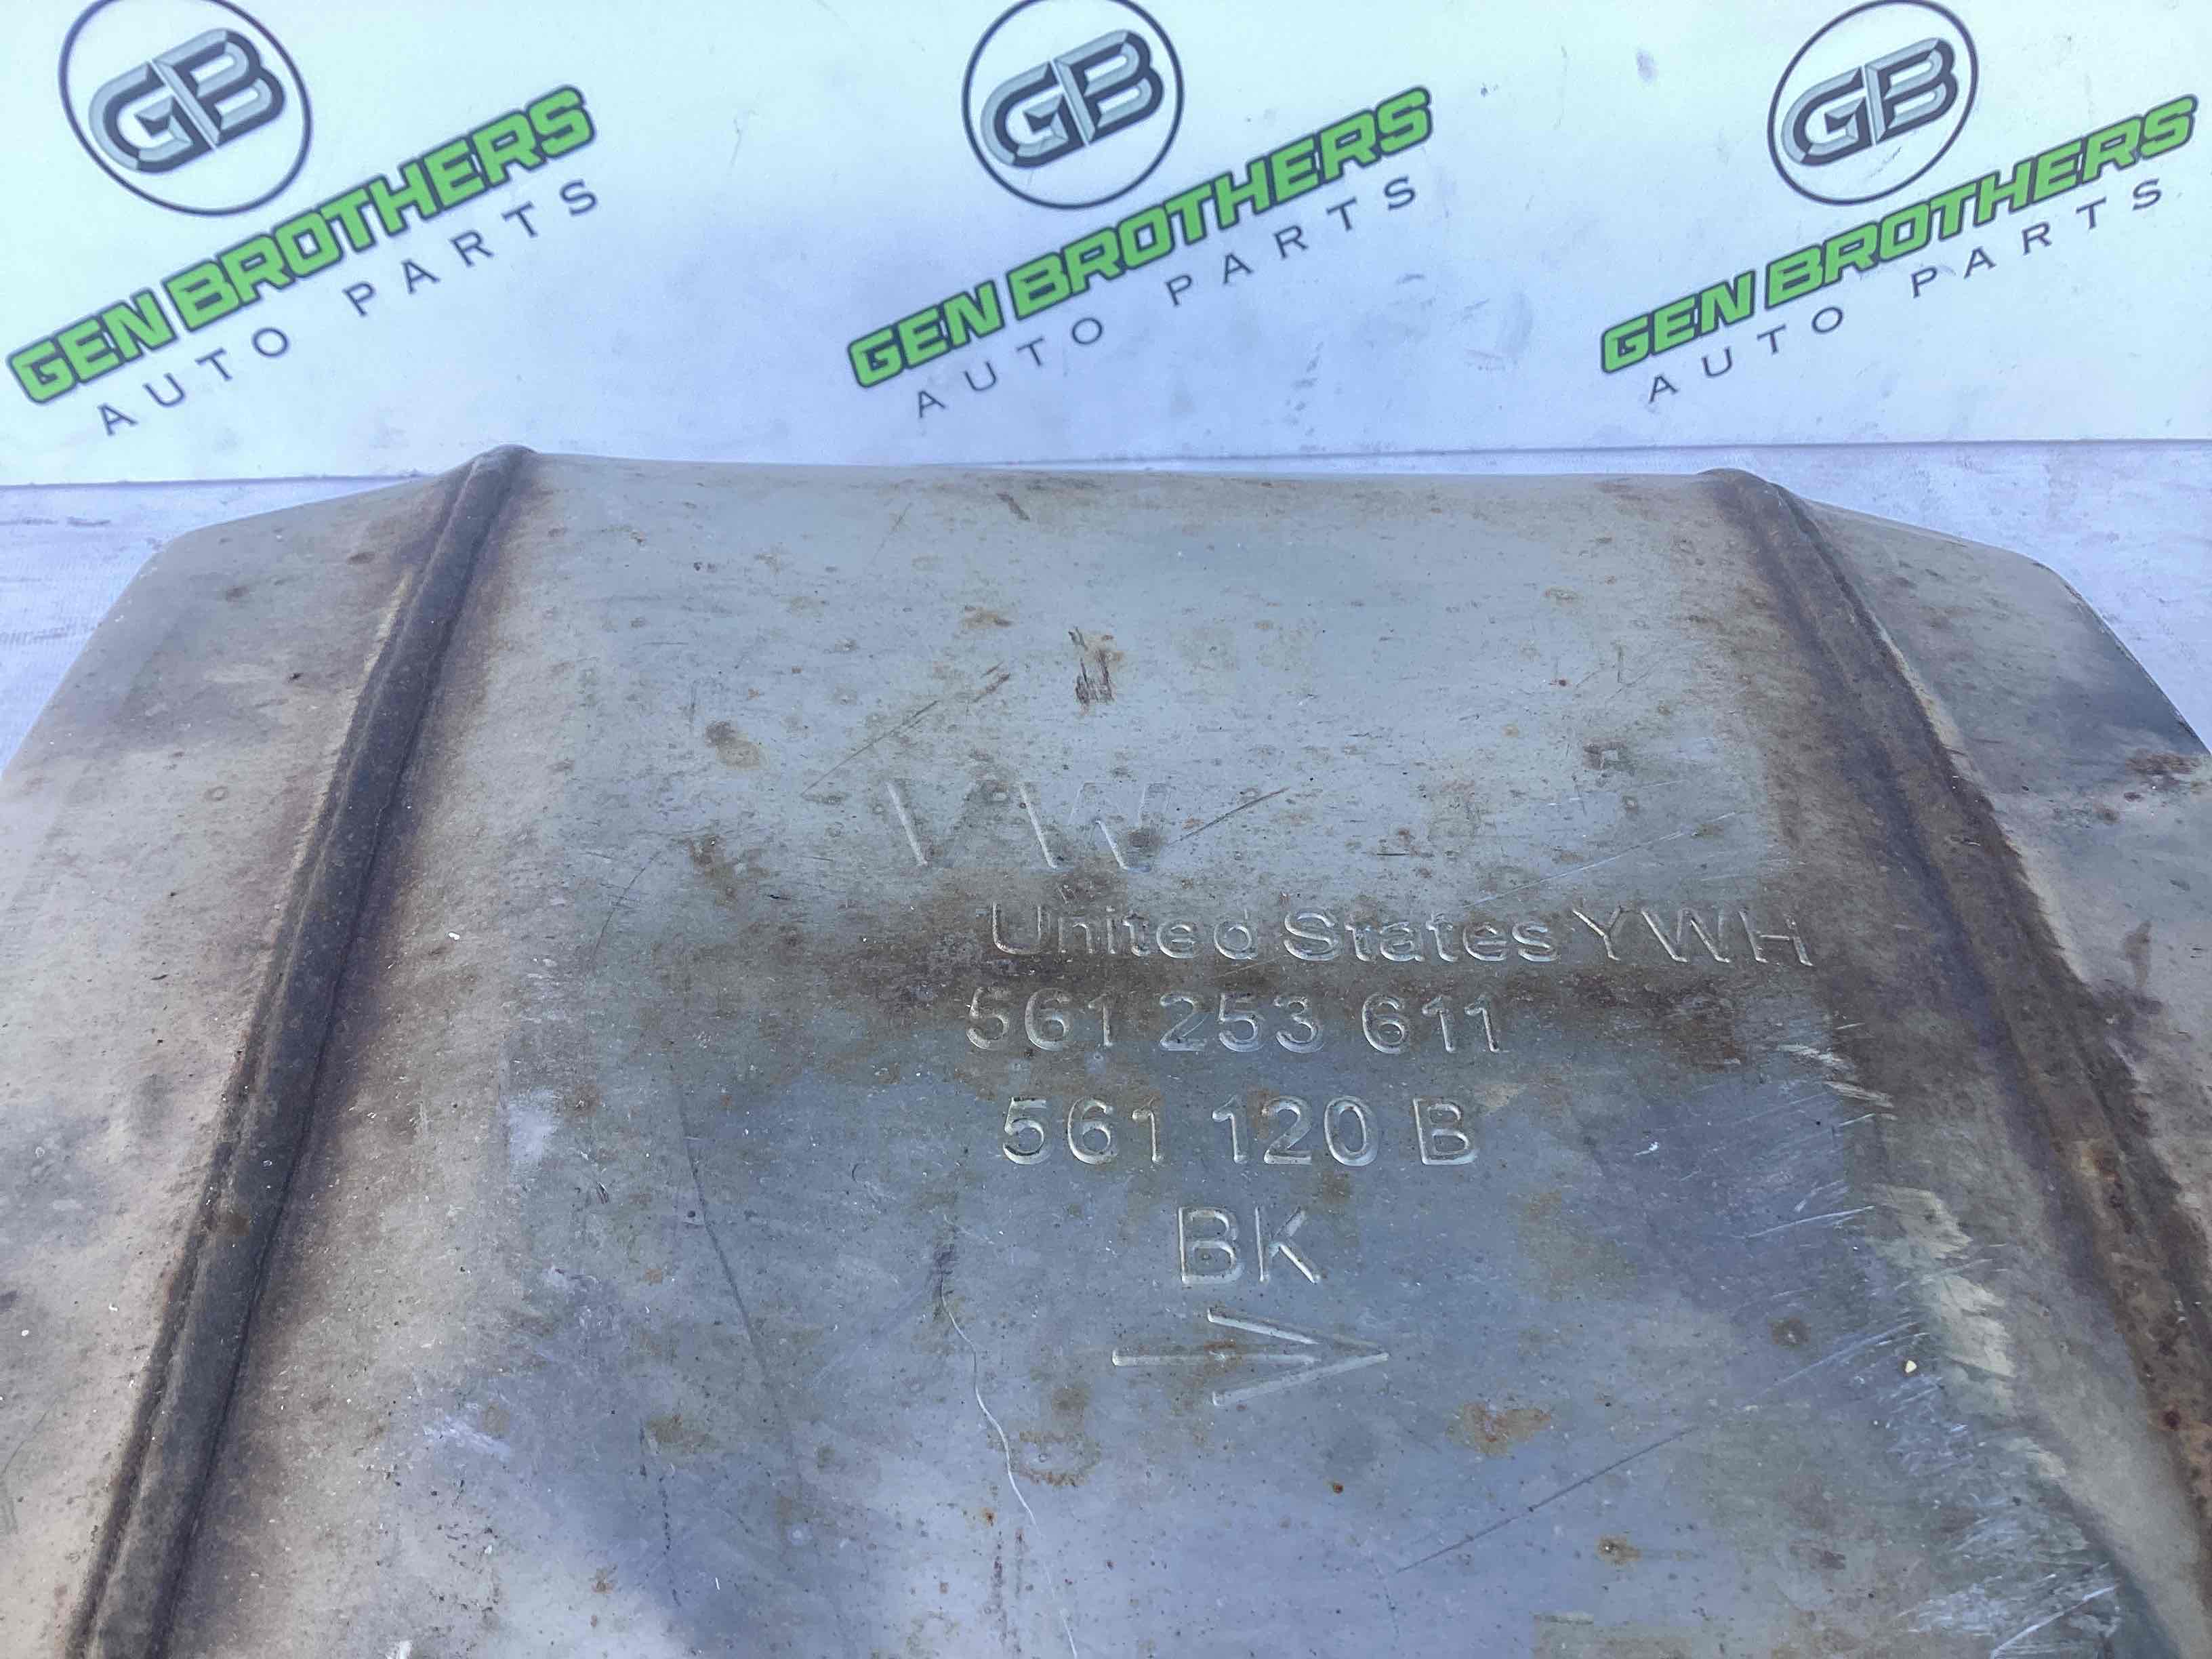 GB
GEN BROTHERS
AUTO PARTS
GB
GEN BROTHERS
AUTO PARTS
GB
GEN BROTHERS
AUTO PARTS
VW
United States YWH
561 253 611
561 120 B
BK